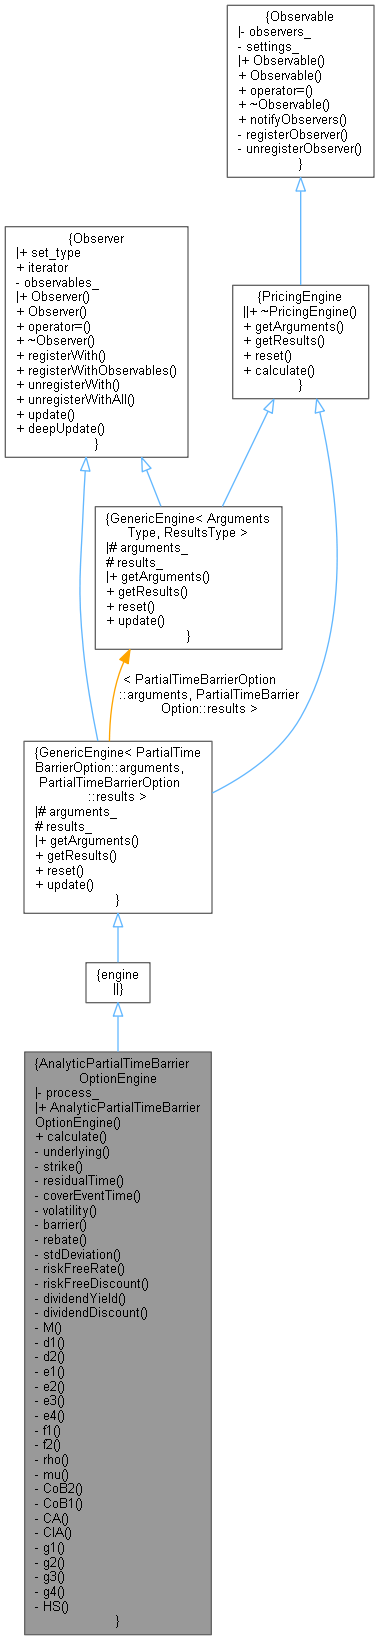 {Observable
|- observers_
- settings_
|+ Observable()
+ Observable()
+ operator=()
+ ~Observable()
+ notifyObservers()
- registerObserver()
- unregisterObserver()
}
{Observer
|+ set_type
+ iterator
- observables_
|+ Observer()
+ Observer()
+ operator=()
+ ~Observer()
+ registerWith()
+ registerWithObservables()
+ unregisterWith()
+ unregisterWithAll()
+ update()
+ deepUpdate()
}
{PricingEngine
||+ ~PricingEngine()
+ getArguments()
+ getResults()
+ reset()
+ calculate()
}
{GenericEngine< Arguments
Type, ResultsType >
|# arguments_
# results_
|+ getArguments()
+ getResults()
+ reset()
+ update()
}
< PartialTimeBarrierOption
::arguments, PartialTimeBarrier
Option::results >
{GenericEngine< PartialTime
BarrierOption::arguments,
PartialTimeBarrierOption
::results >
|# arguments_
# results_
|+ getArguments()
+ getResults()
+ reset()
+ update()
}
{engine
||}
{AnalyticPartialTimeBarrier
OptionEngine
|- process_
|+ AnalyticPartialTimeBarrier
OptionEngine()
+ calculate()
- underlying()
- strike()
- residualTime()
- coverEventTime()
- volatility()
- barrier()
- rebate()
- stdDeviation()
- riskFreeRate()
- riskFreeDiscount()
- dividendYield()
- dividendDiscount()
- M()
- d1()
- d2()
- e1()
- e2()
- e3()
- e4()
- f1()
- f2()
- rho()
- mu()
- CoB2()
- CoB1()
- CA()
- CIA()
- g1()
- g2()
- g3()
- g4()
- HS()
}